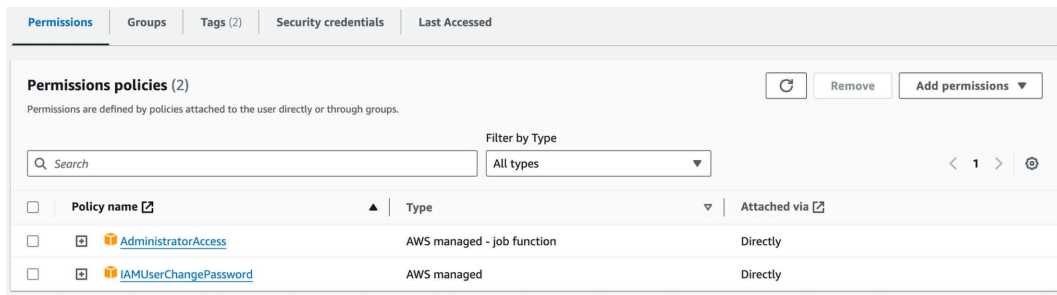 Permissions Groups Tags (2) Security credentials Last Accessed
Permissions policies (2) Remove Add permissions
Permissions are defined by policies attached to the user directly or through groups.
Filter by Type
Search All types 1
Policy name Type Attached via
AdministratorAccess AWS managed - job function Directly
IAMUserChangePassword AWS managed Directly